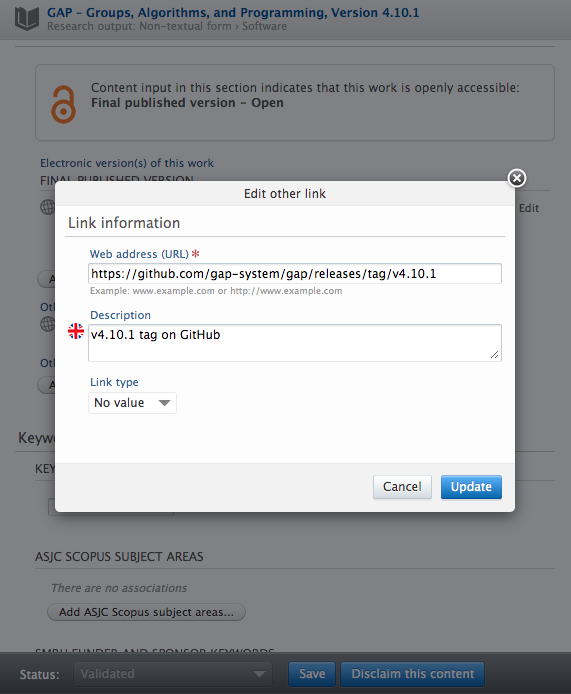 GAP – Groups, Algorithms, and Programming, Version 4.10.1
Research output: Non-textual form › Software
Content input in this section indicates that this work is openly accessible:
Final published version – Open
Electronic version(s) of this work
FINAL PUBLISHED VERSION
Edit other link
Edit
Link information
Web address (URL) *
https://github.com/gap-system/gap/releases/tag/v4.10.1
Example: www.example.com or http://www.example.com
Description
v4.10.1 tag on GitHub
Link type
No value
Cancel
Update
ASJC SCOPUS SUBJECT AREAS
There are no associations
Add ASJC Scopus subject areas...
SMRU FUNDER AND SPONSOR KEYWORDS
Status:
Validated
Save
Disclaim this content